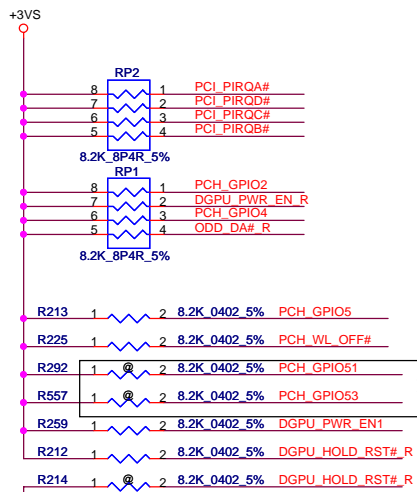 +3VS
RP2
8 1 PCI_PIRQA#
7 2 PCI_PIRQD#
6 3 PCI_PIRQC#
5 4 PCI_PIRQB#
8.2K_8P4R_5%
RP1
8 1 PCH_GPIO2
7 2 DGPU_PWR_EN_R
6 3 PCH_GPIO4
5 4 ODD_DA#_R
8.2K_8P4R_5%
R213 1 2 8.2K_0402_5% PCH_GPIO5
R225 1 2 8.2K_0402_5% PCH_WL_OFF#
R292 1 @ 2 8.2K_0402_5% PCH_GPIO51
R557 1 @ 2 8.2K_0402_5% PCH_GPIO53
R259 1 2 8.2K_0402_5% DGPU_PWR_EN1
R212 1 2 8.2K_0402_5% DGPU_HOLD_RST#_R
R214 1 @ 2 8.2K_0402_5% DGPU_HOLD_RST#_R